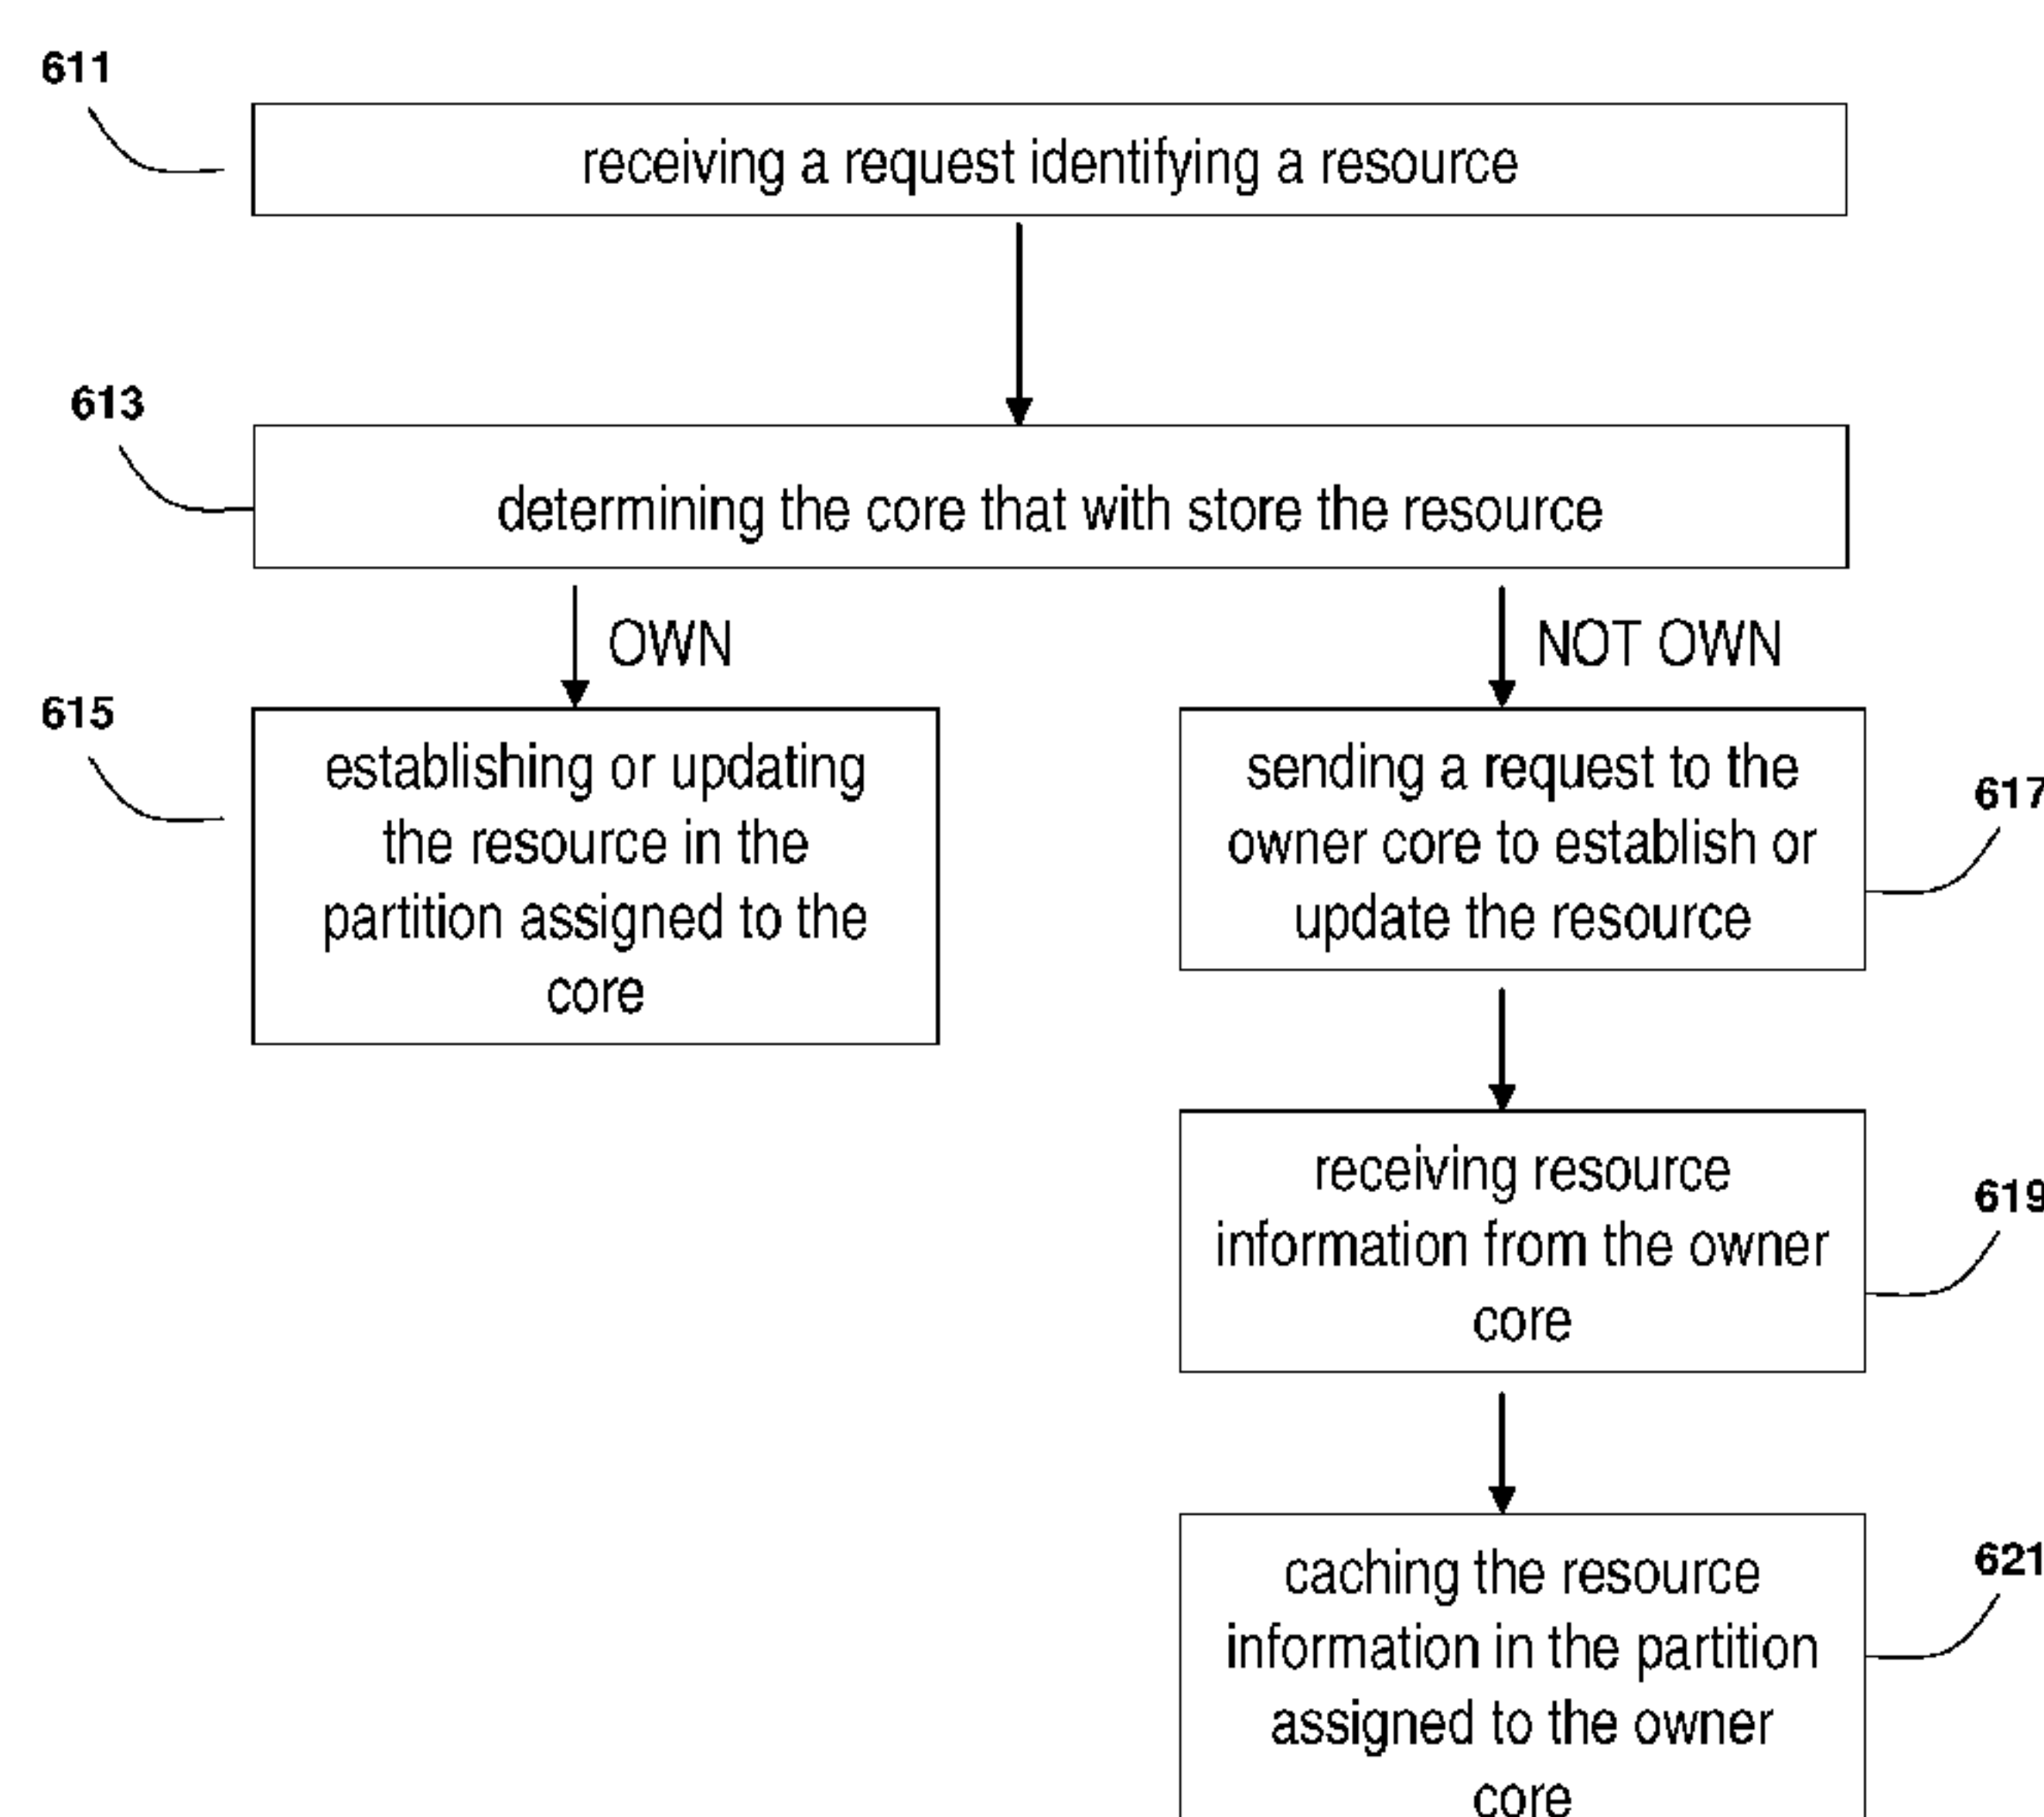 611
receiving a request identifying a resource
613
determining the core that with store the resource
OWN
NOT OWN
615
establishing or updating
the resource in the
partition assigned to the
core
sending a request to the
owner core to establish or
update the resource
617
receiving resource
information from the owner
core
619
caching the resource
information in the partition
assigned to the owner
core
621